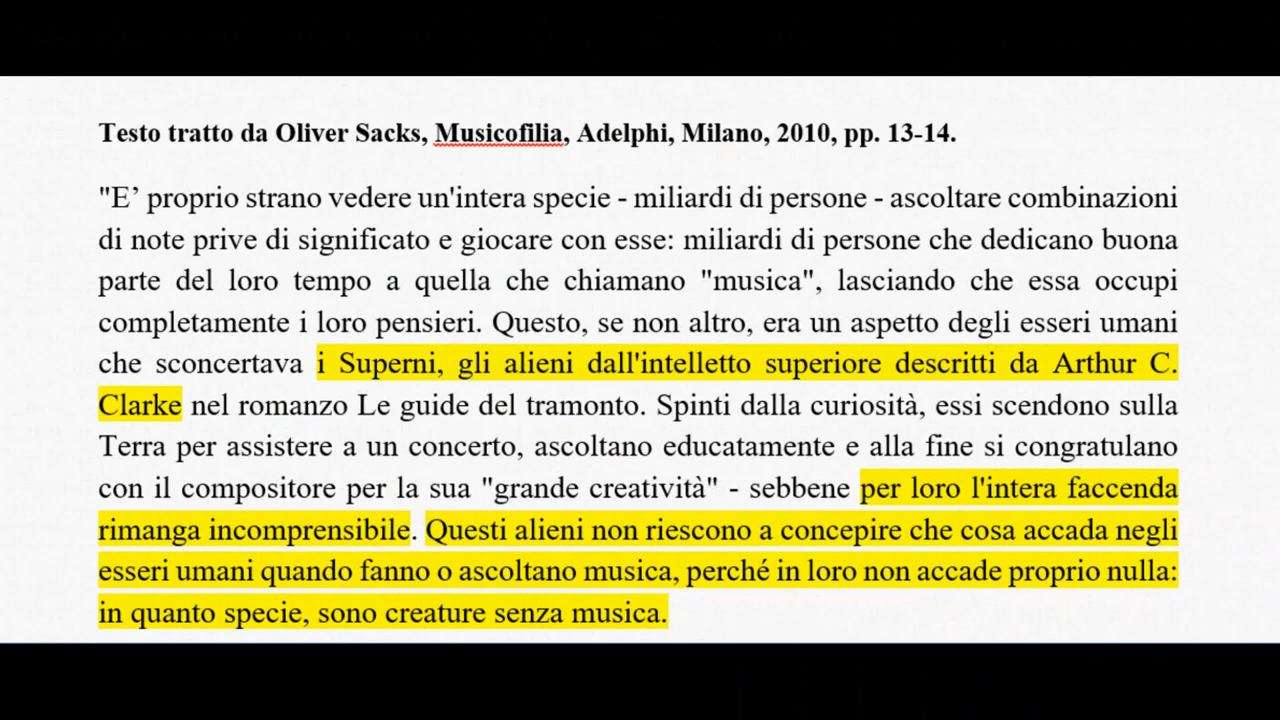 Testo tratto da Oliver Sacks, Musicofilia, Adelphi, Milano, 2010, pp. 13-14.
"E’ proprio strano vedere un'intera specie - miliardi di persone - ascoltare combinazioni
di note prive di significato e giocare con esse: miliardi di persone che dedicano buona
parte del loro tempo a quella che chiamano "musica", lasciando che essa occupi
completamente i loro pensieri. Questo, se non altro, era un aspetto degli esseri umani
che sconcertava i Superni, gli alieni dall'intelletto superiore descritti da Arthur C.
Clarke nel romanzo Le guide del tramonto. Spinti dalla curiosità, essi scendono sulla
Terra per assistere a un concerto, ascoltano educatamente e alla fine si congratulano
con il compositore per la sua "grande creatività" - sebbene per loro l'intera faccenda
rimanga incomprensibile. Questi alieni non riescono a concepire che cosa accada negli
esseri umani quando fanno o ascoltano musica, perché in loro non accade proprio nulla:
in quanto specie, sono creature senza musica.